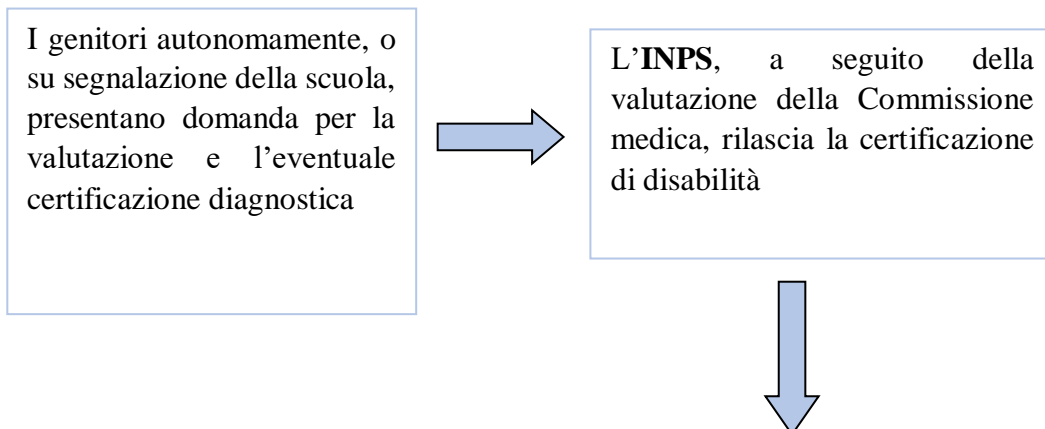 I genitori autonomamente, o
su segnalazione della scuola,
presentano domanda per la
valutazione e l'eventuale
certificazione diagnostica
L'INPS, a seguito della
valutazione della Commissione
medica, rilascia la certificazione
di disabilità